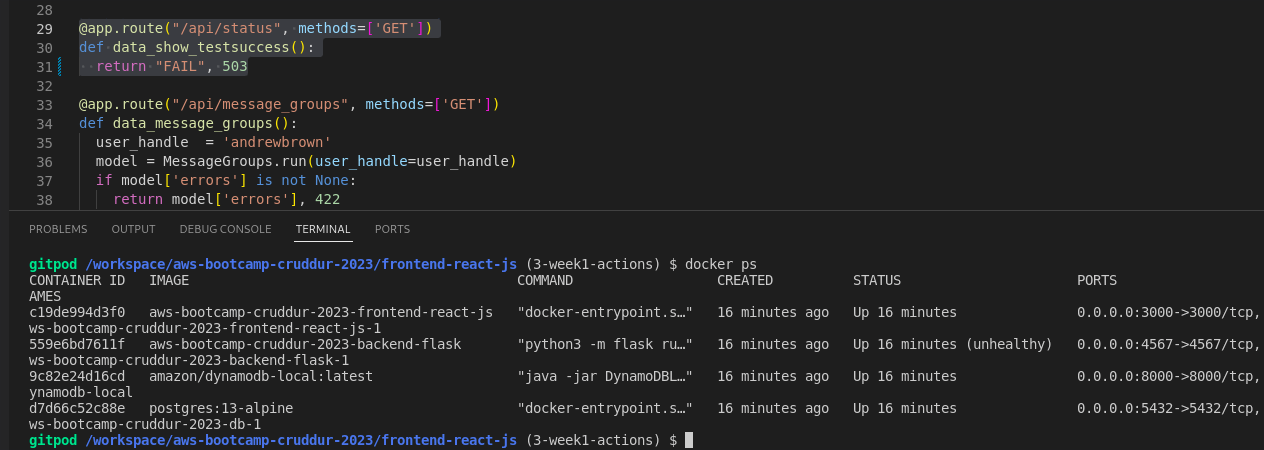 28
29 @app.route("/api/status", methods=['GET'])
30 def data_show_testsuccess():
31   return "FAIL", 503
32
33 @app.route("/api/message_groups", methods=['GET'])
34 def data_message_groups():
35   user_handle  = 'andrewbrown'
36   model = MessageGroups.run(user_handle=user_handle)
37   if model['errors'] is not None:
38     return model['errors'], 422
PROBLEMS OUTPUT DEBUG CONSOLE TERMINAL PORTS
gitpod /workspace/aws-bootcamp-cruddur-2023/frontend-react-js (3-week1-actions) $ docker ps
CONTAINER ID   IMAGE   COMMAND   CREATED   STATUS   PORTS
AMES
c19de994d3f0   aws-bootcamp-cruddur-2023-frontend-react-js   "docker-entrypoint.s…"   16 minutes ago   Up 16 minutes   0.0.0.0:3000->3000/tcp,
ws-bootcamp-cruddur-2023-frontend-react-js-1
559e6bd7611f   aws-bootcamp-cruddur-2023-backend-flask   "python3 -m flask ru…"   16 minutes ago   Up 16 minutes (unhealthy)   0.0.0.0:4567->4567/tcp,
ws-bootcamp-cruddur-2023-backend-flask-1
9c82e24d16cd   amazon/dynamodb-local:latest   "java -jar DynamoDBL…"   16 minutes ago   Up 16 minutes   0.0.0.0:8000->8000/tcp,
ynamodb-local
d7d66c52c88e   postgres:13-alpine   "docker-entrypoint.s…"   16 minutes ago   Up 16 minutes   0.0.0.0:5432->5432/tcp,
ws-bootcamp-cruddur-2023-db-1
gitpod /workspace/aws-bootcamp-cruddur-2023/frontend-react-js (3-week1-actions) $